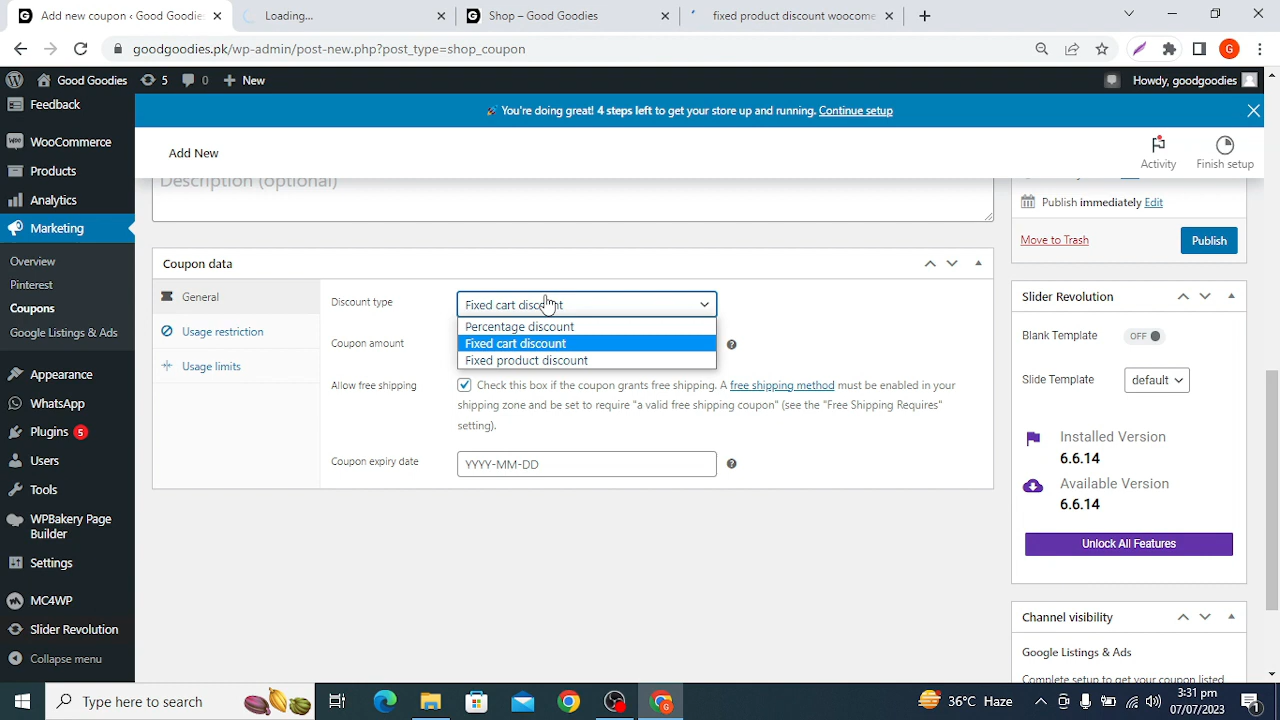 Add new coupon ‹ Good Goodies
Loading...
Shop – Good Goodies
fixed product discount woocome
goodgoodies.pk/wp-admin/post-new.php?post_type=shop_coupon
G
Good Goodies
5
0
New
Howdy, goodgoodies
You're doing great! 4 steps left to get your store up and running. Continue setup
Add New
Activity
Finish setup
Feedback
WooCommerce
Products
Analytics
Marketing
Overview
Pinterest
Coupons
Google Listings & Ads
Appearance
WhatsApp
Plugins 5
Users
Tools
WPBakery Page
Builder
Settings
MC4WP
Slider Revolution
Collapse menu
Description (optional)
Coupon data
General
Usage restriction
Usage limits
Discount type
Fixed cart discount
Percentage discount
Fixed cart discount
Fixed product discount
Coupon amount
Allow free shipping
Check this box if the coupon grants free shipping. A free shipping method must be enabled in your
shipping zone and be set to require "a valid free shipping coupon" (see the "Free Shipping Requires"
setting).
Coupon expiry date
YYYY-MM-DD
Publish immediately Edit
Move to Trash
Publish
Slider Revolution
Blank Template
OFF
Slide Template
default
Installed Version
6.6.14
Available Version
6.6.14
Unlock All Features
Channel visibility
Google Listings & Ads
Complete setup to get your coupon listed
Type here to search
36°C Haze
3:31 pm
07/07/2023
1